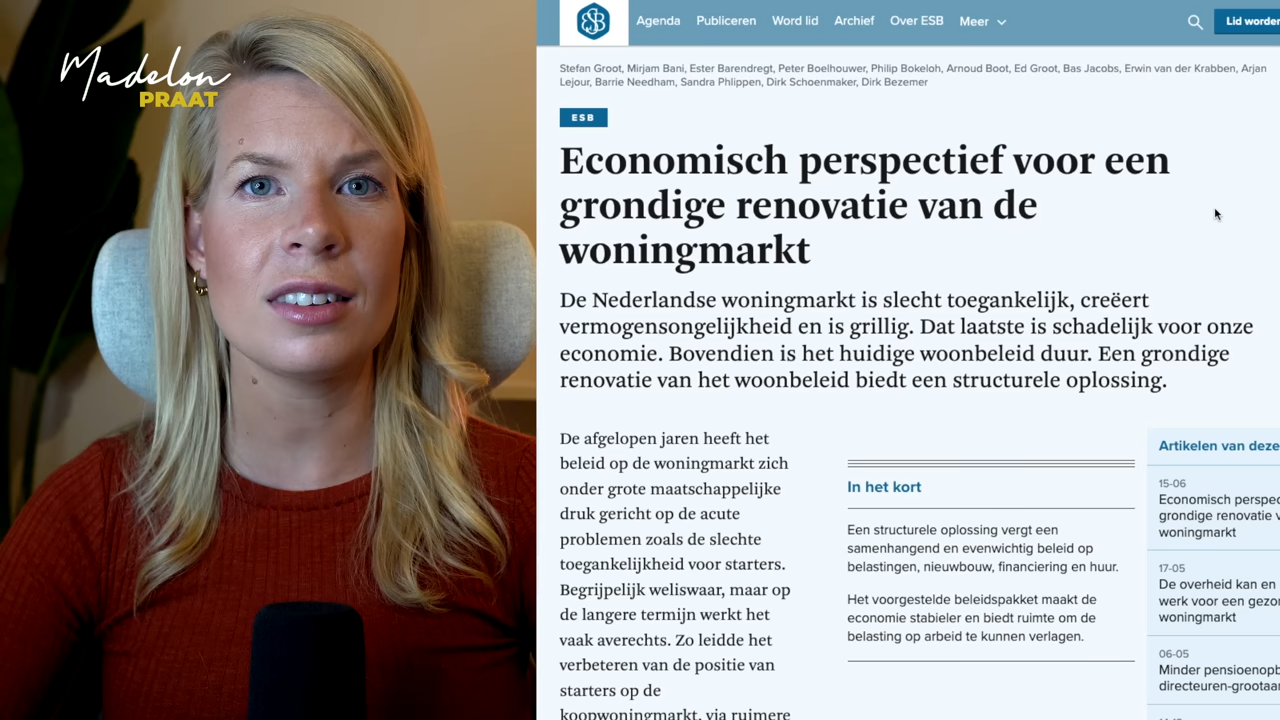 Madelon
PRAAT
ESB
Agenda Publiceren Word lid Archief Over ESB Meer
Lid worden
Stefan Groot, Mirjam Bani, Ester Barendregt, Peter Boelhouwer, Philip Bokeloh, Arnoud Boot, Ed Groot, Bas Jacobs, Erwin van der Krabben, Arjan
Lejour, Barrie Needham, Sandra Phlippen, Dirk Schoenmaker, Dirk Bezemer
ESB
Economisch perspectief voor een
grondige renovatie van de
woningmarkt
De Nederlandse woningmarkt is slecht toegankelijk, creëert
vermogensongelijkheid en is grillig. Dat laatste is schadelijk voor onze
economie. Bovendien is het huidige woonbeleid duur. Een grondige
renovatie van het woonbeleid biedt een structurele oplossing.
De afgelopen jaren heeft het
beleid op de woningmarkt zich
onder grote maatschappelijke
druk gericht op de acute
problemen zoals de slechte
toegankelijkheid voor starters.
Begrijpelijk weliswaar, maar op
de langere termijn werkt het
vaak averechts. Zo leidde het
verbeteren van de positie van
starters op de
koopwoningmarkt, via ruimere
In het kort
Een structurele oplossing vergt een
samenhangend en evenwichtig beleid op
belastingen, nieuwbouw, financiering en huur.
Het voorgestelde beleidspakket maakt de
economie stabieler en biedt ruimte om de
belasting op arbeid te kunnen verlagen.
Artikelen van deze
15-06
Economisch perspec
grondige renovatie v
woningmarkt
17-05
De overheid kan en
werk voor een gezo
woningmarkt
06-05
Minder pensioenopb
directeuren-grootaan